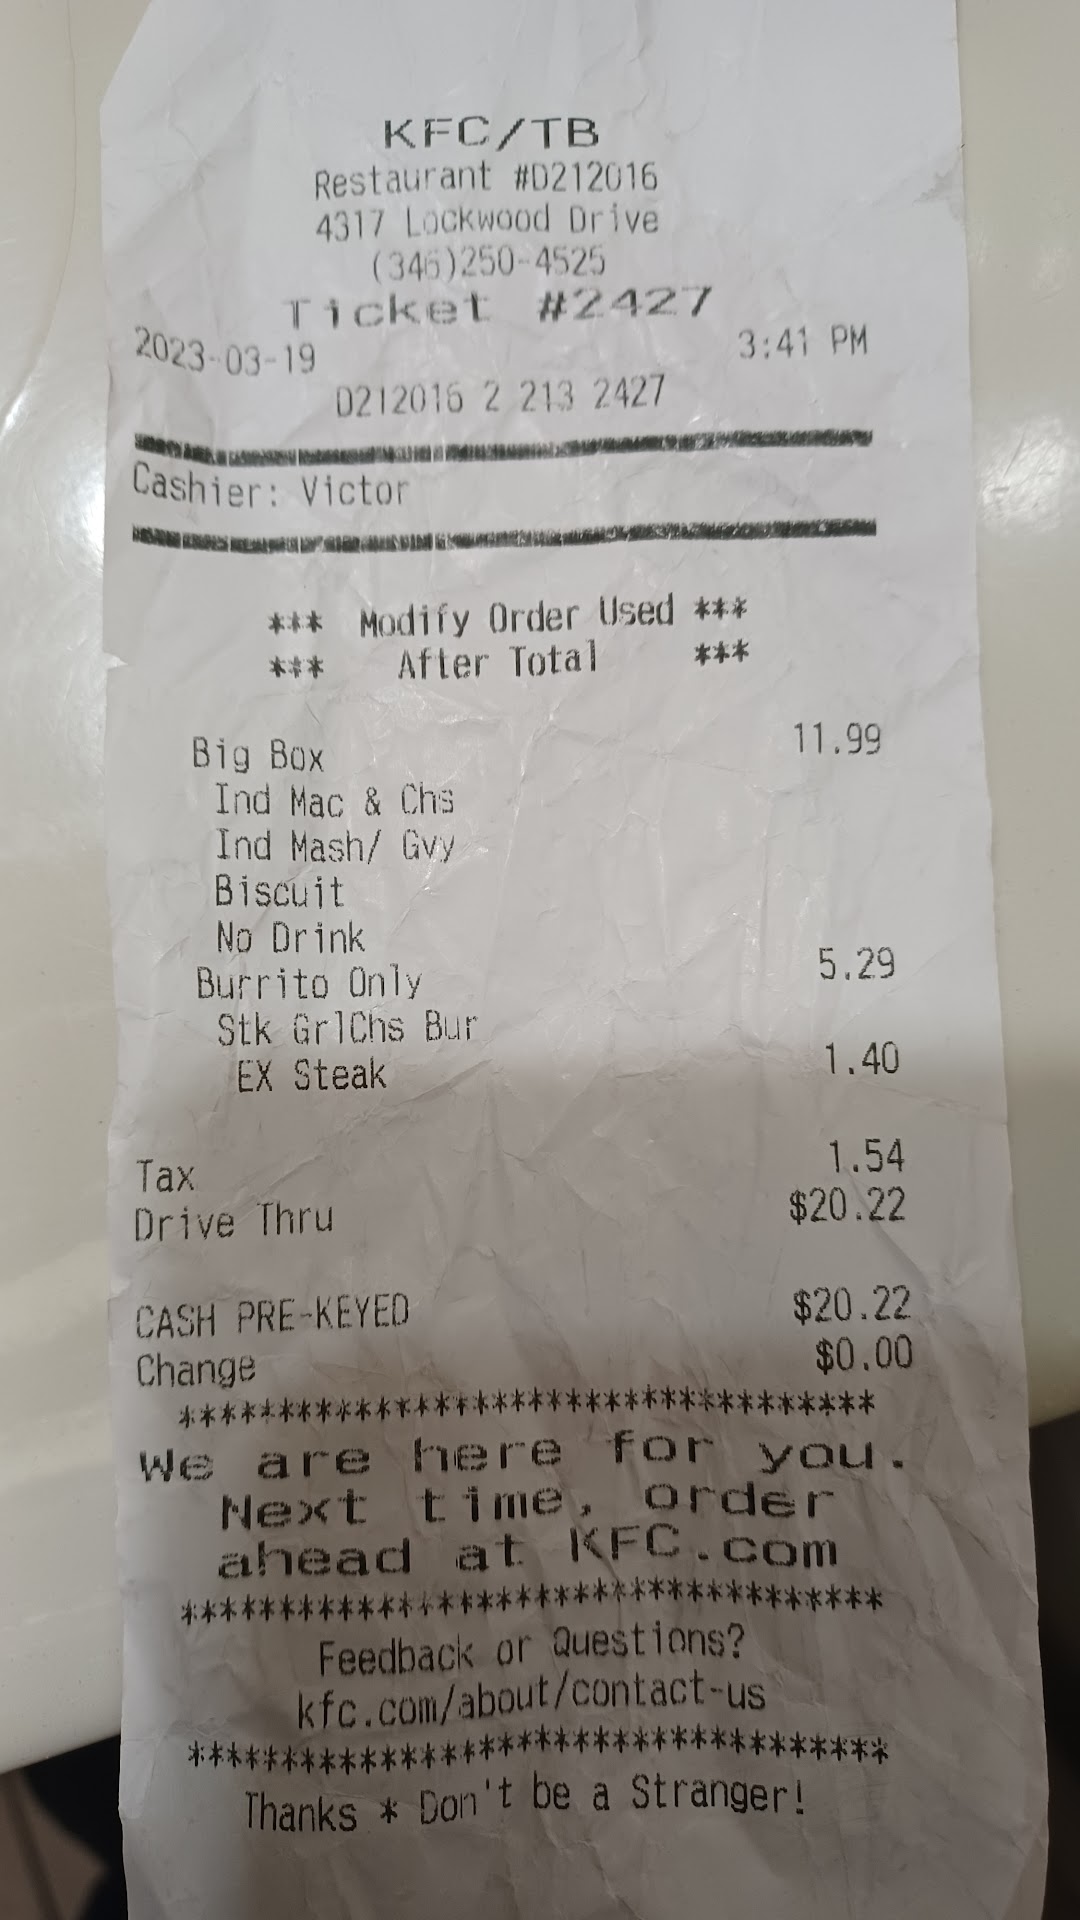 KFC/TB
Restaurant #D212016
4317 Lockwood Drive
(346)250-4525
Ticket #2427
2023-03-19 3:41 PM
D212016 2 213 2427
Cashier: Victor
*** Modify Order Used ***
*** After Total ***
Big Box 11.99
Ind Mac & Chs
Ind Mash/ Gvy
Biscuit
No Drink
Burrito Only 5.29
Stk GrlChs Bur
EX Steak 1.40
Tax 1.54
Drive Thru $20.22
CASH PRE-KEYED $20.22
Change $0.00
************************************
We are here for you.
Next time, order
ahead at KFC.com
************************************
Feedback or Questions?
kfc.com/about/contact-us
************************************
Thanks * Don't be a Stranger!